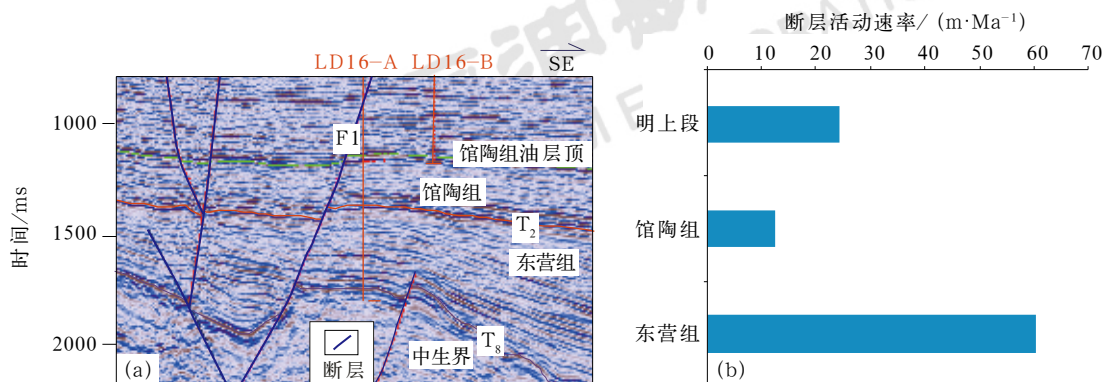 LD16-A LD16-B
SE
1000
1500
2000
时间/ms
F1
馆陶组油层顶
馆陶组
T₂
东营组
T₈
中生界
断层
(a)
断层活动速率/ (m·Ma⁻¹)
0 10 20 30 40 50 60 70
明上段
馆陶组
东营组
(b)